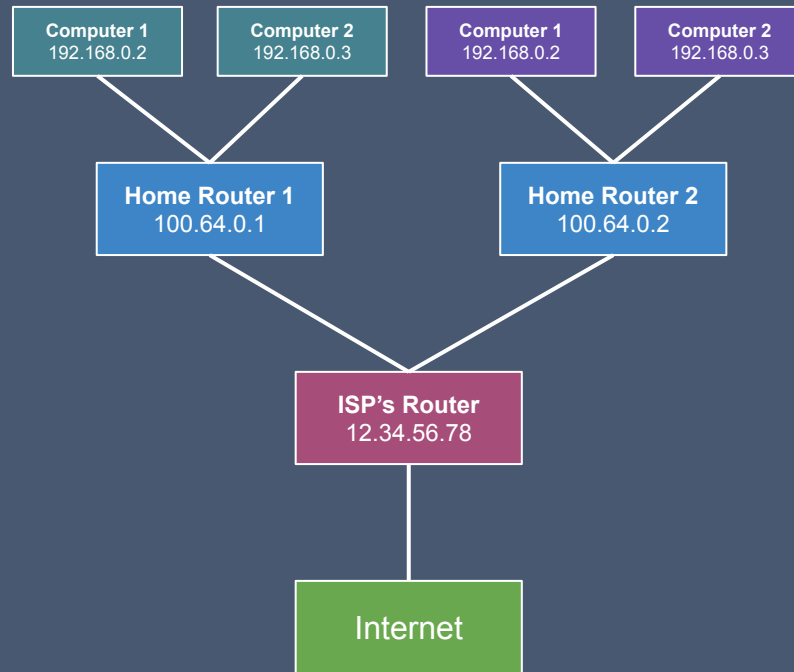 Computer 1
192.168.0.2
Computer 2
192.168.0.3
Computer 1
192.168.0.2
Computer 2
192.168.0.3
Home Router 1
100.64.0.1
Home Router 2
100.64.0.2
ISP's Router
12.34.56.78
Internet